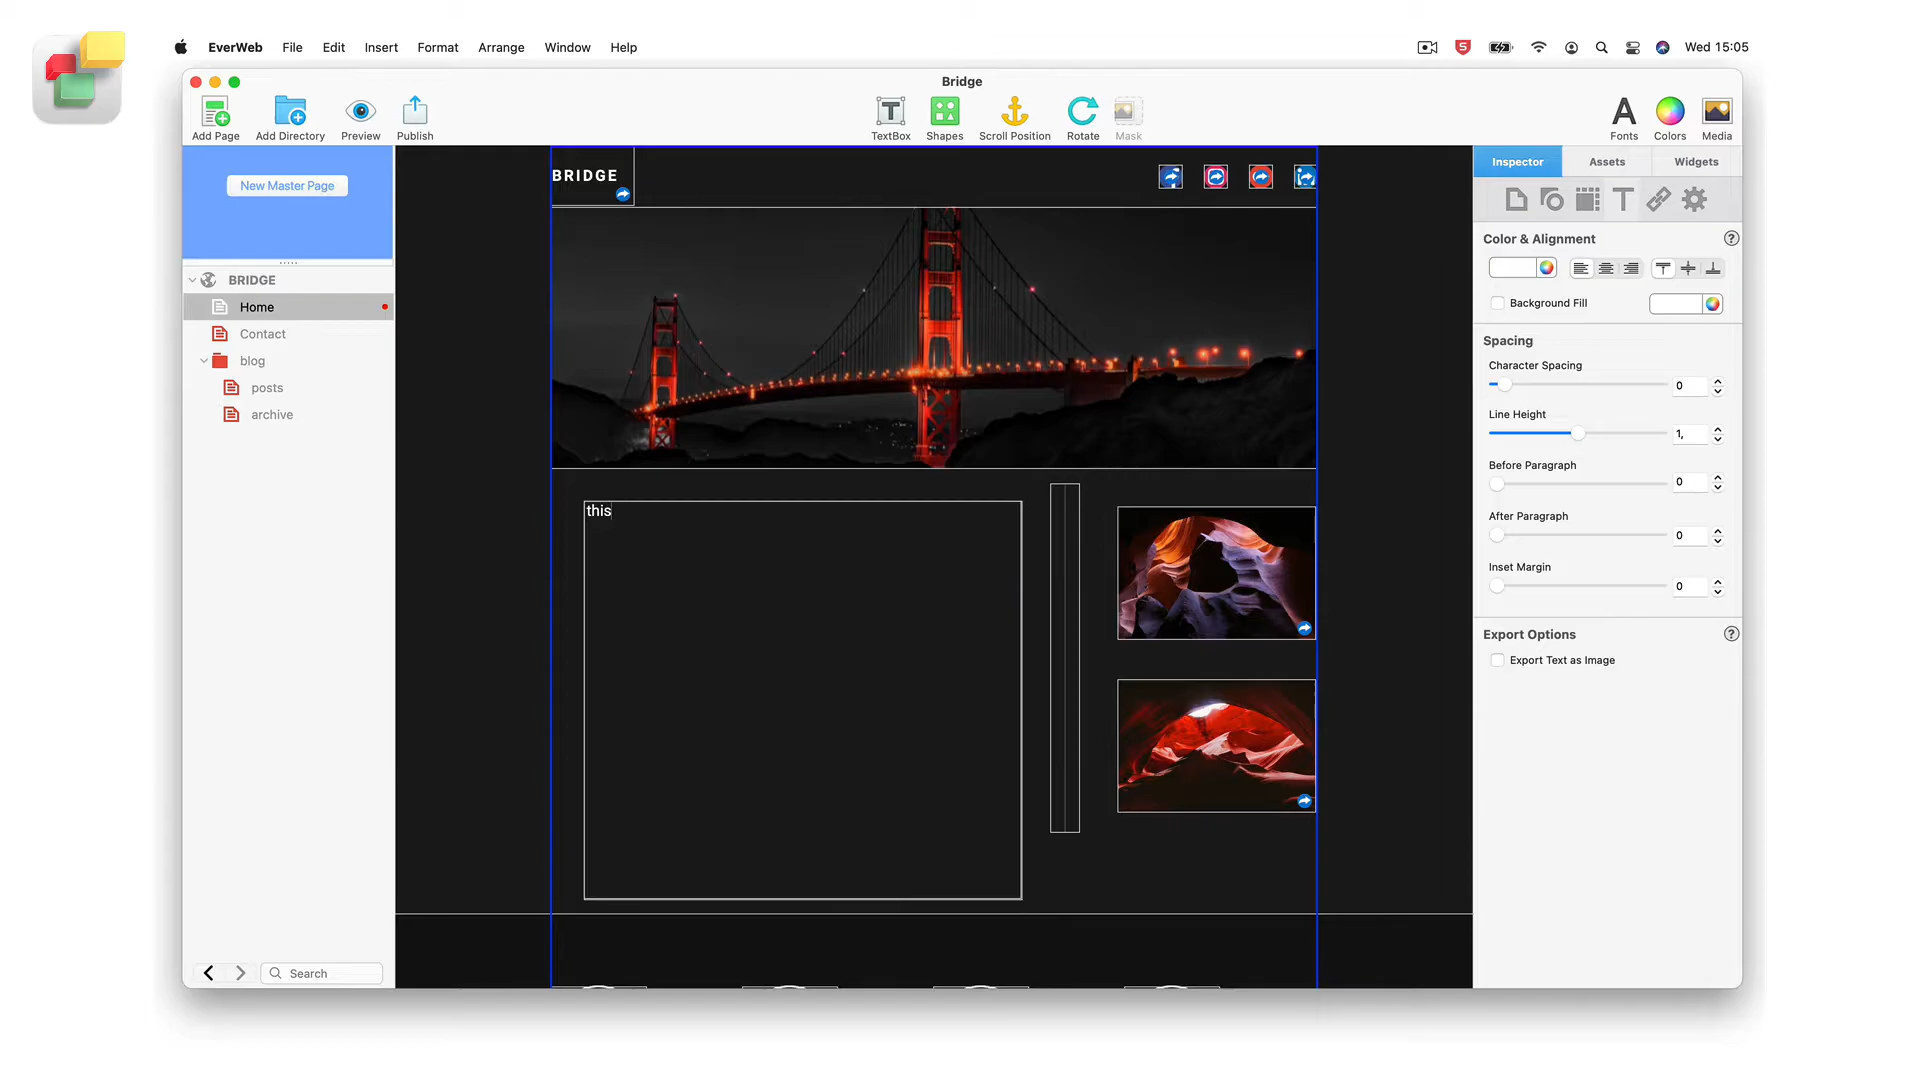 EverWeb File Edit Insert Format Arrange Window Help Wed 15:05
Bridge
Add Page Add Directory Preview Publish TextBox Shapes Scroll Position Rotate Mask Fonts Colors Media
New Master Page
BRIDGE
Home
Contact
blog
posts
archive
Search
BRIDGE
this
Inspector Assets Widgets
Color & Alignment
Background Fill
Spacing
Character Spacing
0
Line Height
1,
Before Paragraph
0
After Paragraph
0
Inset Margin
0
Export Options
Export Text as Image